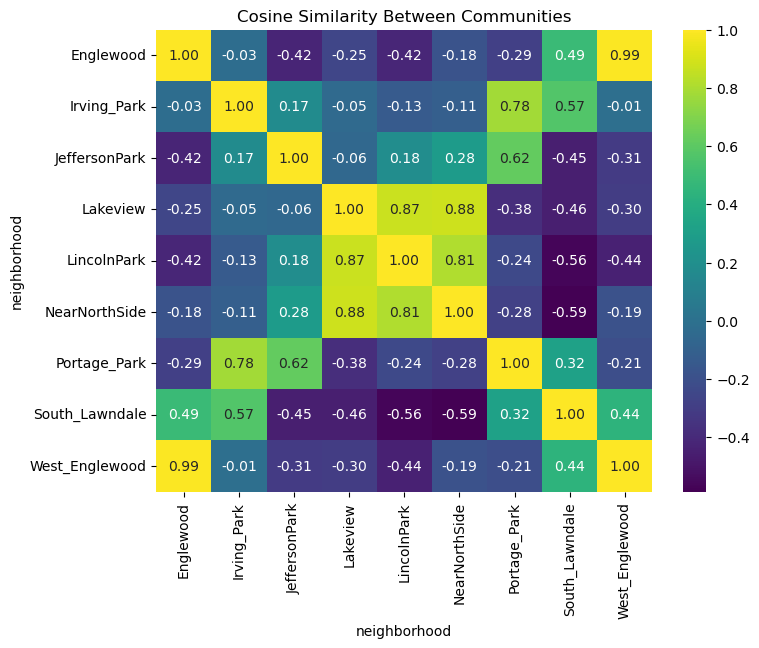 Cosine Similarity Between Communities
neighborhood
Englewood 1.00 -0.03 -0.42 -0.25 -0.42 -0.18 -0.29 0.49 0.99
Irving_Park -0.03 1.00 0.17 -0.05 -0.13 -0.11 0.78 0.57 -0.01
JeffersonPark -0.42 0.17 1.00 -0.06 0.18 0.28 0.62 -0.45 -0.31
Lakeview -0.25 -0.05 -0.06 1.00 0.87 0.88 -0.38 -0.46 -0.30
LincolnPark -0.42 -0.13 0.18 0.87 1.00 0.81 -0.24 -0.56 -0.44
NearNorthSide -0.18 -0.11 0.28 0.88 0.81 1.00 -0.28 -0.59 -0.19
Portage_Park -0.29 0.78 0.62 -0.38 -0.24 -0.28 1.00 0.32 -0.21
South_Lawndale 0.49 0.57 -0.45 -0.46 -0.56 -0.59 0.32 1.00 0.44
West_Englewood 0.99 -0.01 -0.31 -0.30 -0.44 -0.19 -0.21 0.44 1.00
Englewood
Irving_Park
JeffersonPark
Lakeview
LincolnPark
NearNorthSide
Portage_Park
South_Lawndale
West_Englewood
neighborhood
1.0
0.8
0.6
0.4
0.2
0.0
−0.2
−0.4